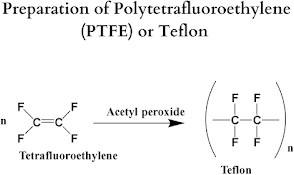 Preparation of Polytetrafluoroethylene
(PTFE) or Teflon
F F F F
C=C Acetyl peroxide C C
n F F F F n
Tetrafluoroethylene Teflon